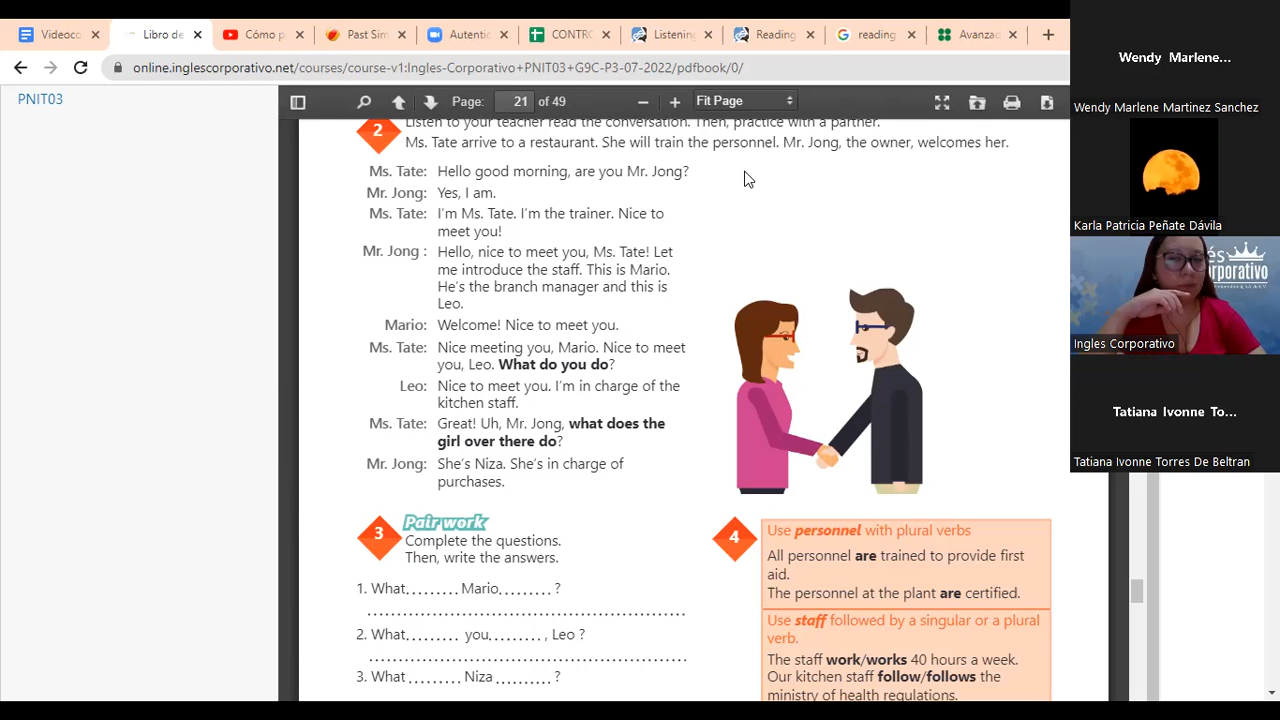 Videoco
Libro de
Cómo p
Past Sim
Autentic
CONTRO
Listening
Reading
reading
Avanzad
online.inglescorporativo.net/courses/course-v1:Ingles-Corporativo+PNIT03+G9C-P3-07-2022/pdfbook/0/
PNIT03
Page: 21 of 49
Fit Page
2
Listen to your teacher read the conversation. Then, practice with a partner.
Ms. Tate arrive to a restaurant. She will train the personnel. Mr. Jong, the owner, welcomes her.
Ms. Tate: Hello good morning, are you Mr. Jong?
Mr. Jong: Yes, I am.
Ms. Tate: I'm Ms. Tate. I'm the trainer. Nice to
meet you!
Mr. Jong : Hello, nice to meet you, Ms. Tate! Let
me introduce the staff. This is Mario.
He's the branch manager and this is
Leo.
Mario: Welcome! Nice to meet you.
Ms. Tate: Nice meeting you, Mario. Nice to meet
you, Leo. What do you do?
Leo: Nice to meet you. I'm in charge of the
kitchen staff.
Ms. Tate: Great! Uh, Mr. Jong, what does the
girl over there do?
Mr. Jong: She's Niza. She's in charge of
purchases.
3
Pair work
Complete the questions.
Then, write the answers.
1. What......... Mario.........?
2. What......... you........., Leo ?
3. What ......... Niza .........?
4
Use personnel with plural verbs
All personnel are trained to provide first
aid.
The personnel at the plant are certified.
Use staff followed by a singular or a plural
verb.
The staff work/works 40 hours a week.
Our kitchen staff follow/follows the
ministry of health regulations.
Wendy Marlene...
Wendy Marlene Martinez Sanchez
Karla Patricia Peñate Dávila
és
orporativo
Ingles Corporativo
Tatiana Ivonne To...
Tatiana Ivonne Torres De Beltran